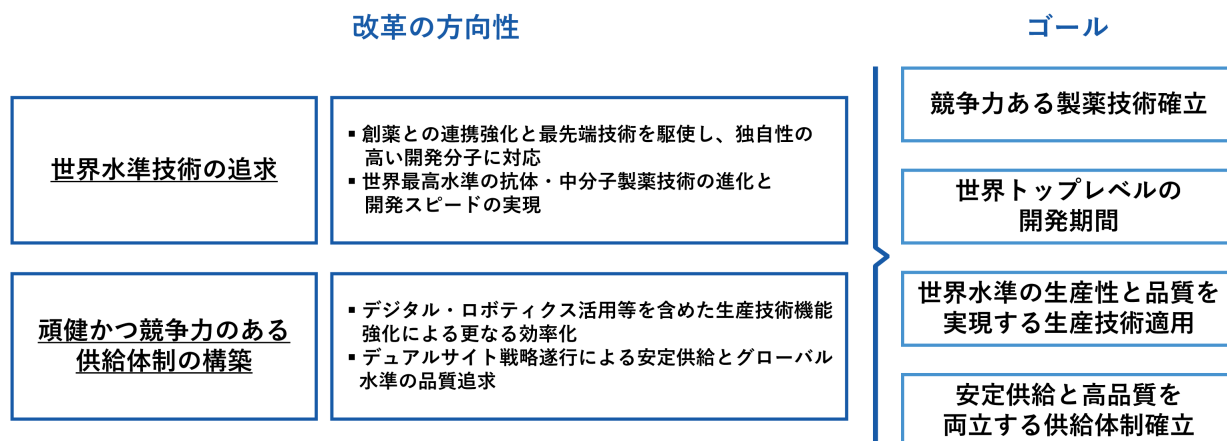 改革の方向性
世界水準技術の追求
▪ 創薬との連携強化と最先端技術を駆使し、独自性の
高い開発分子に対応
▪ 世界最高水準の抗体・中分子製薬技術の進化と
開発スピードの実現
頑健かつ競争力のある
供給体制の構築
▪ デジタル・ロボティクス活用等を含めた生産技術機能
強化による更なる効率化
▪ デュアルサイト戦略遂行による安定供給とグローバル
水準の品質追求
ゴール
競争力ある製薬技術確立
世界トップレベルの
開発期間
世界水準の生産性と品質を
実現する生産技術適用
安定供給と高品質を
両立する供給体制確立